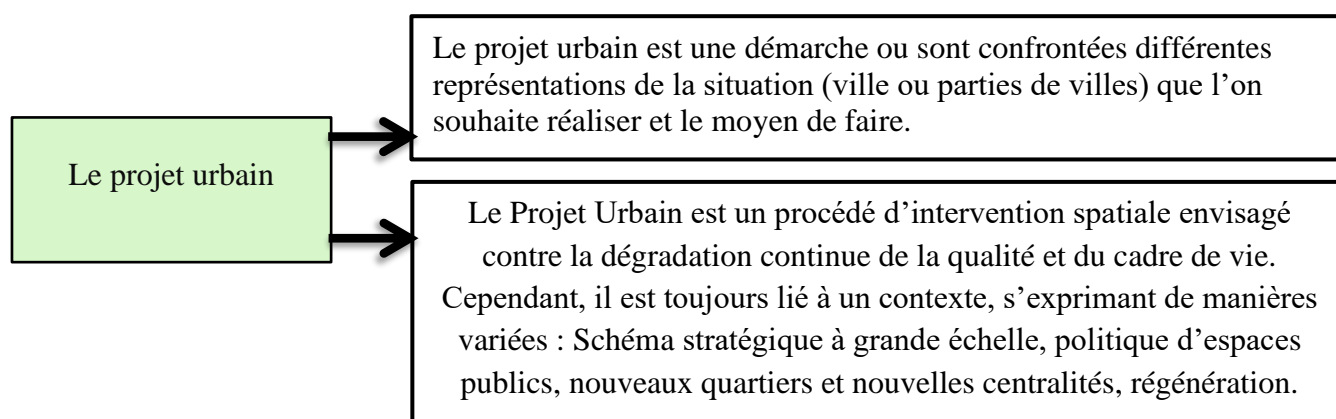 Le projet urbain
Le projet urbain est une démarche ou sont confrontées différentes
représentations de la situation (ville ou parties de villes) que l’on
souhaite réaliser et le moyen de faire.
Le Projet Urbain est un procédé d’intervention spatiale envisagé
contre la dégradation continue de la qualité et du cadre de vie.
Cependant, il est toujours lié à un contexte, s’exprimant de manières
variées : Schéma stratégique à grande échelle, politique d’espaces
publics, nouveaux quartiers et nouvelles centralités, régénération.